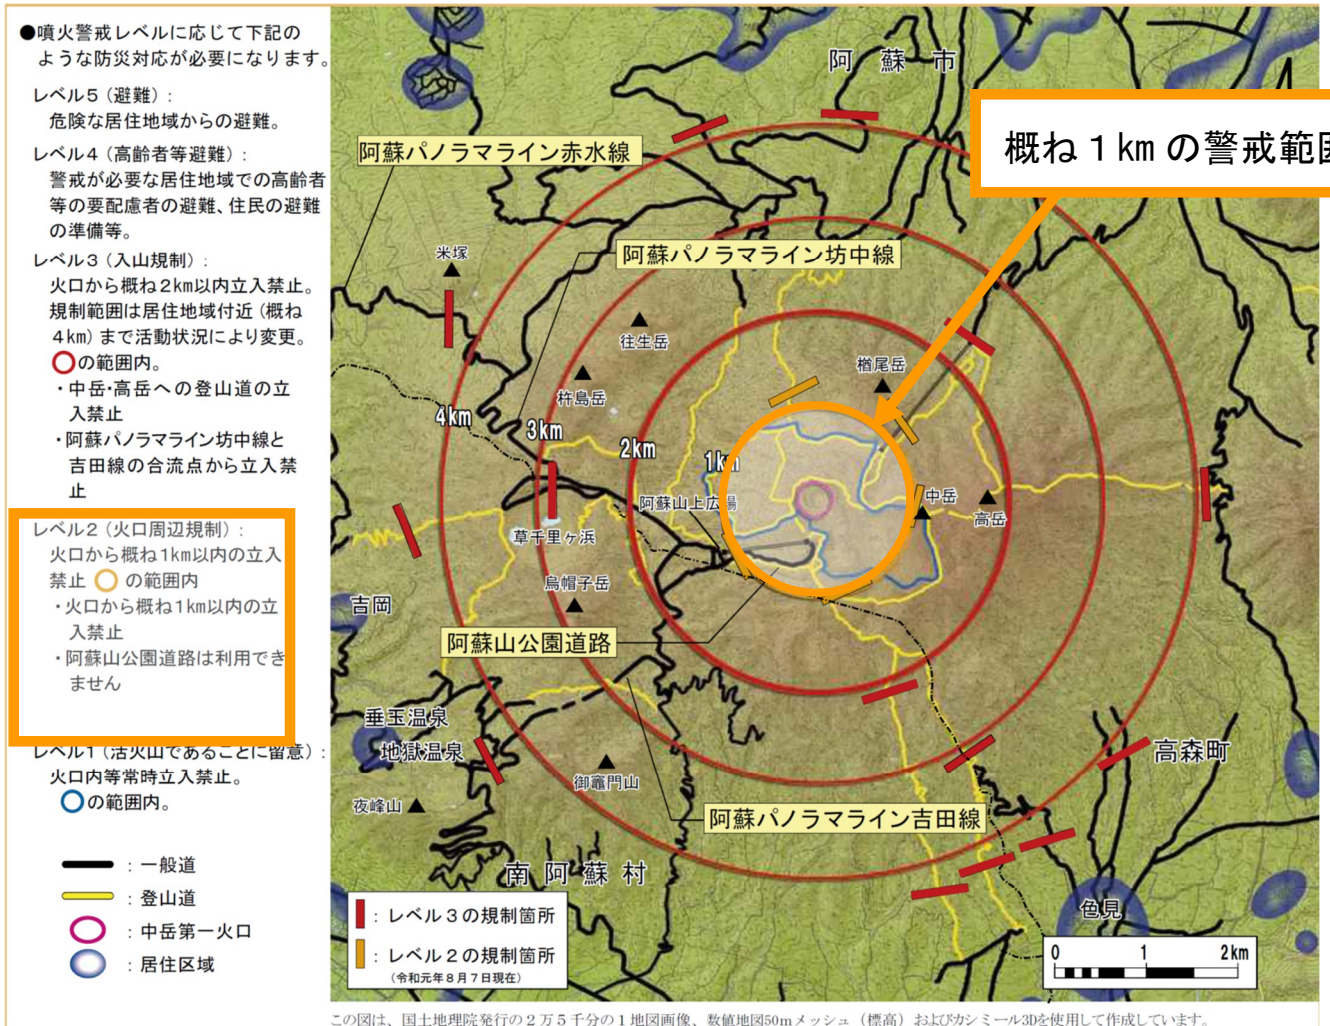 ●噴火警戒レベルに応じて下記の
ような防災対応が必要になります。
レベル5（避難）：
危険な居住地域からの避難。
レベル4（高齢者等避難）：
警戒が必要な居住地域での高齢者
等の要配慮者の避難、住民の避難
の準備等。
レベル3（入山規制）：
火口から概ね2km以内立入禁止。
規制範囲は居住地域付近（概ね
4km）まで活動状況により変更。
の範囲内。
・中岳・高岳への登山道の立
入禁止
・阿蘇パノラマライン坊中線と
吉田線の合流点から立入禁
止
レベル2（火口周辺規制）：
火口から概ね1km以内の立入
禁止 の範囲内
・火口から概ね1km以内の立
入禁止
・阿蘇山公園道路は利用でき
ません
レベル1（活火山であることに留意）：
火口内等常時立入禁止。
の範囲内。
：一般道
：登山道
：中岳第一火口
：居住区域
阿蘇市
概ね１km の警戒範囲
阿蘇パノラマライン赤水線
阿蘇パノラマライン坊中線
米塚
往生岳
杵島岳
楢尾岳
4km
3km
2km
1km
阿蘇山上広場
中岳
高岳
草千里ヶ浜
烏帽子岳
吉岡
阿蘇山公園道路
垂玉温泉
地獄温泉
御竈門山
夜峰山
高森町
阿蘇パノラマライン吉田線
南阿蘇村
色見
：レベル３の規制箇所
：レベル２の規制箇所
（令和元年８月７日現在）
0 1 2km
この図は、国土地理院発行の２万５千分の１地図画像、数値地図50mメッシュ（標高）およびカシミール3Dを使用して作成しています。